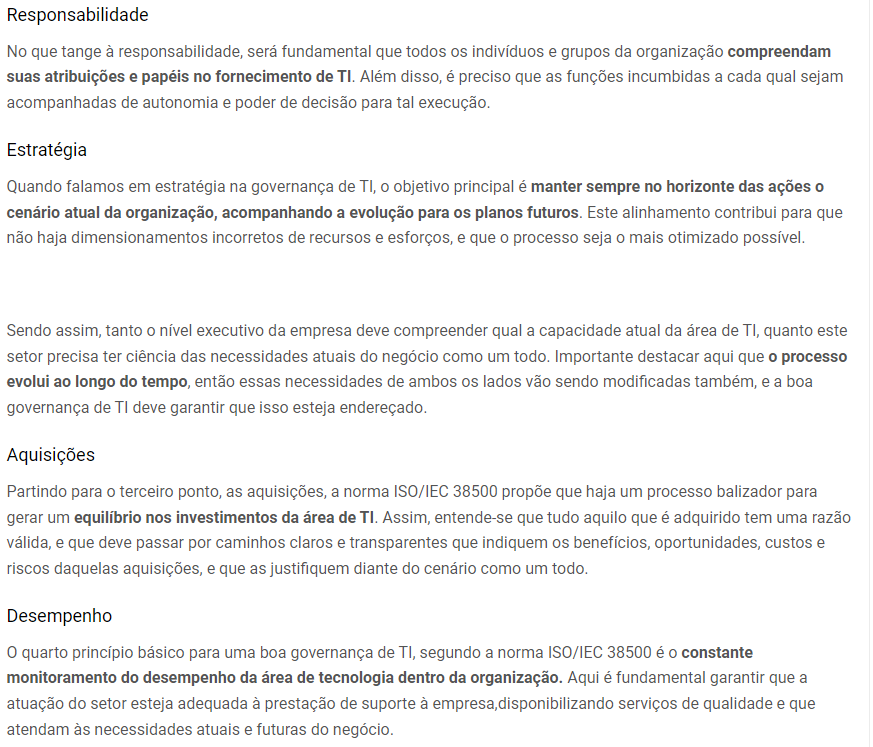 Responsabilidade
No que tange à responsabilidade, será fundamental que todos os indivíduos e grupos da organização compreendam
suas atribuições e papéis no fornecimento de TI. Além disso, é preciso que as funções incumbidas a cada qual sejam
acompanhadas de autonomia e poder de decisão para tal execução.
Estratégia
Quando falamos em estratégia na governança de TI, o objetivo principal é manter sempre no horizonte das ações o
cenário atual da organização, acompanhando a evolução para os planos futuros. Este alinhamento contribui para que
não haja dimensionamentos incorretos de recursos e esforços, e que o processo seja o mais otimizado possível.
Sendo assim, tanto o nível executivo da empresa deve compreender qual a capacidade atual da área de TI, quanto este
setor precisa ter ciência das necessidades atuais do negócio como um todo. Importante destacar aqui que o processo
evolui ao longo do tempo, então essas necessidades de ambos os lados vão sendo modificadas também, e a boa
governança de TI deve garantir que isso esteja endereçado.
Aquisições
Partindo para o terceiro ponto, as aquisições, a norma ISO/IEC 38500 propõe que haja um processo balizador para
gerar um equilíbrio nos investimentos da área de TI. Assim, entende-se que tudo aquilo que é adquirido tem uma razão
válida, e que deve passar por caminhos claros e transparentes que indiquem os benefícios, oportunidades, custos e
riscos daquelas aquisições, e que as justifiquem diante do cenário como um todo.
Desempenho
O quarto princípio básico para uma boa governança de TI, segundo a norma ISO/IEC 38500 é o constante
monitoramento do desempenho da área de tecnologia dentro da organização. Aqui é fundamental garantir que a
atuação do setor esteja adequada à prestação de suporte à empresa,disponibilizando serviços de qualidade e que
atendam às necessidades atuais e futuras do negócio.